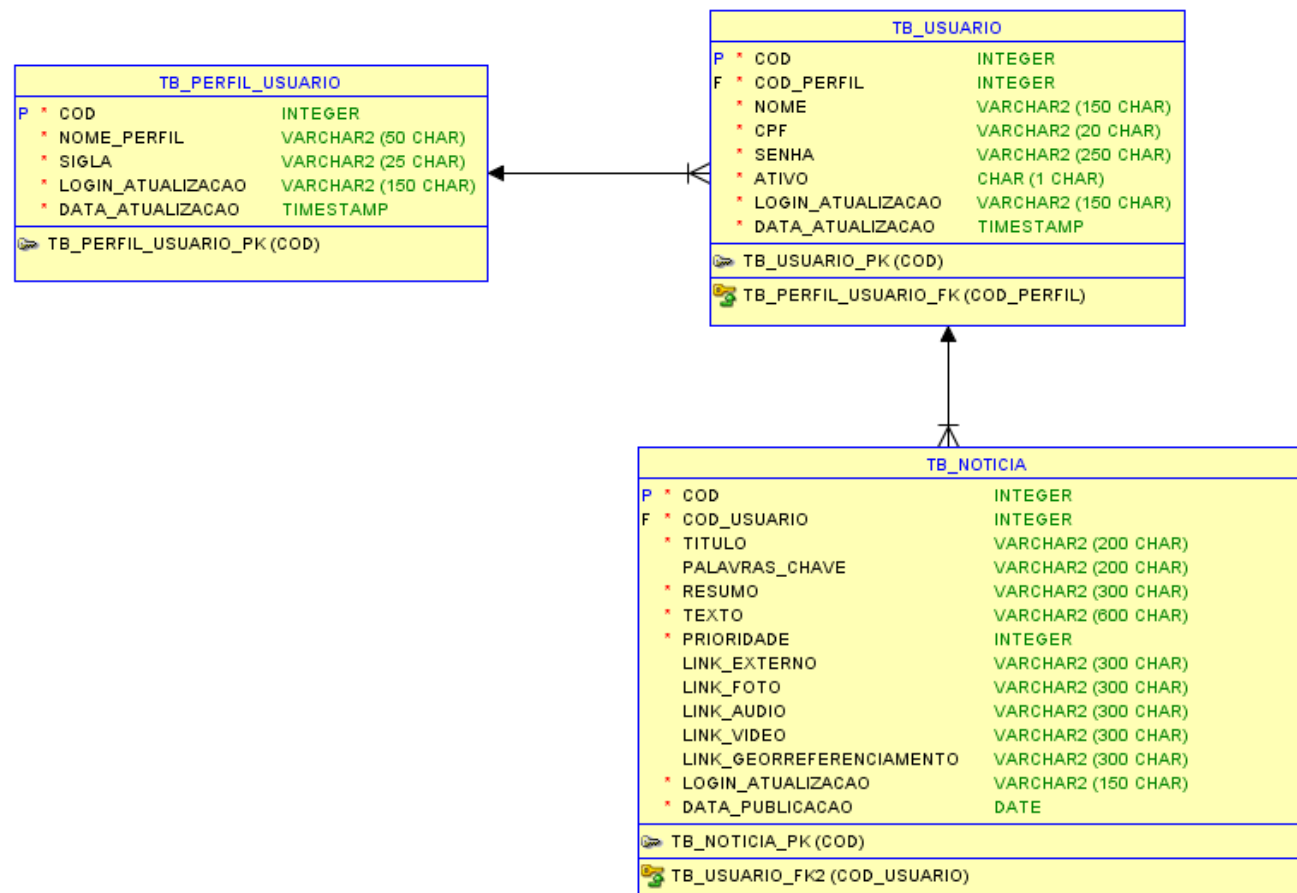 TB_PERFIL_USUARIO
P * COD INTEGER
* NOME_PERFIL VARCHAR2 (50 CHAR)
* SIGLA VARCHAR2 (25 CHAR)
* LOGIN_ATUALIZACAO VARCHAR2 (150 CHAR)
* DATA_ATUALIZACAO TIMESTAMP
TB_PERFIL_USUARIO_PK (COD)
TB_USUARIO
P * COD INTEGER
F * COD_PERFIL INTEGER
* NOME VARCHAR2 (150 CHAR)
* CPF VARCHAR2 (20 CHAR)
* SENHA VARCHAR2 (250 CHAR)
* ATIVO CHAR (1 CHAR)
* LOGIN_ATUALIZACAO VARCHAR2 (150 CHAR)
* DATA_ATUALIZACAO TIMESTAMP
TB_USUARIO_PK (COD)
TB_PERFIL_USUARIO_FK (COD_PERFIL)
TB_NOTICIA
P * COD INTEGER
F * COD_USUARIO INTEGER
* TITULO VARCHAR2 (200 CHAR)
PALAVRAS_CHAVE VARCHAR2 (200 CHAR)
* RESUMO VARCHAR2 (300 CHAR)
* TEXTO VARCHAR2 (600 CHAR)
* PRIORIDADE INTEGER
LINK_EXTERNO VARCHAR2 (300 CHAR)
LINK_FOTO VARCHAR2 (300 CHAR)
LINK_AUDIO VARCHAR2 (300 CHAR)
LINK_VIDEO VARCHAR2 (300 CHAR)
LINK_GEORREFERENCIAMENTO VARCHAR2 (300 CHAR)
* LOGIN_ATUALIZACAO VARCHAR2 (150 CHAR)
* DATA_PUBLICACAO DATE
TB_NOTICIA_PK (COD)
TB_USUARIO_FK2 (COD_USUARIO)